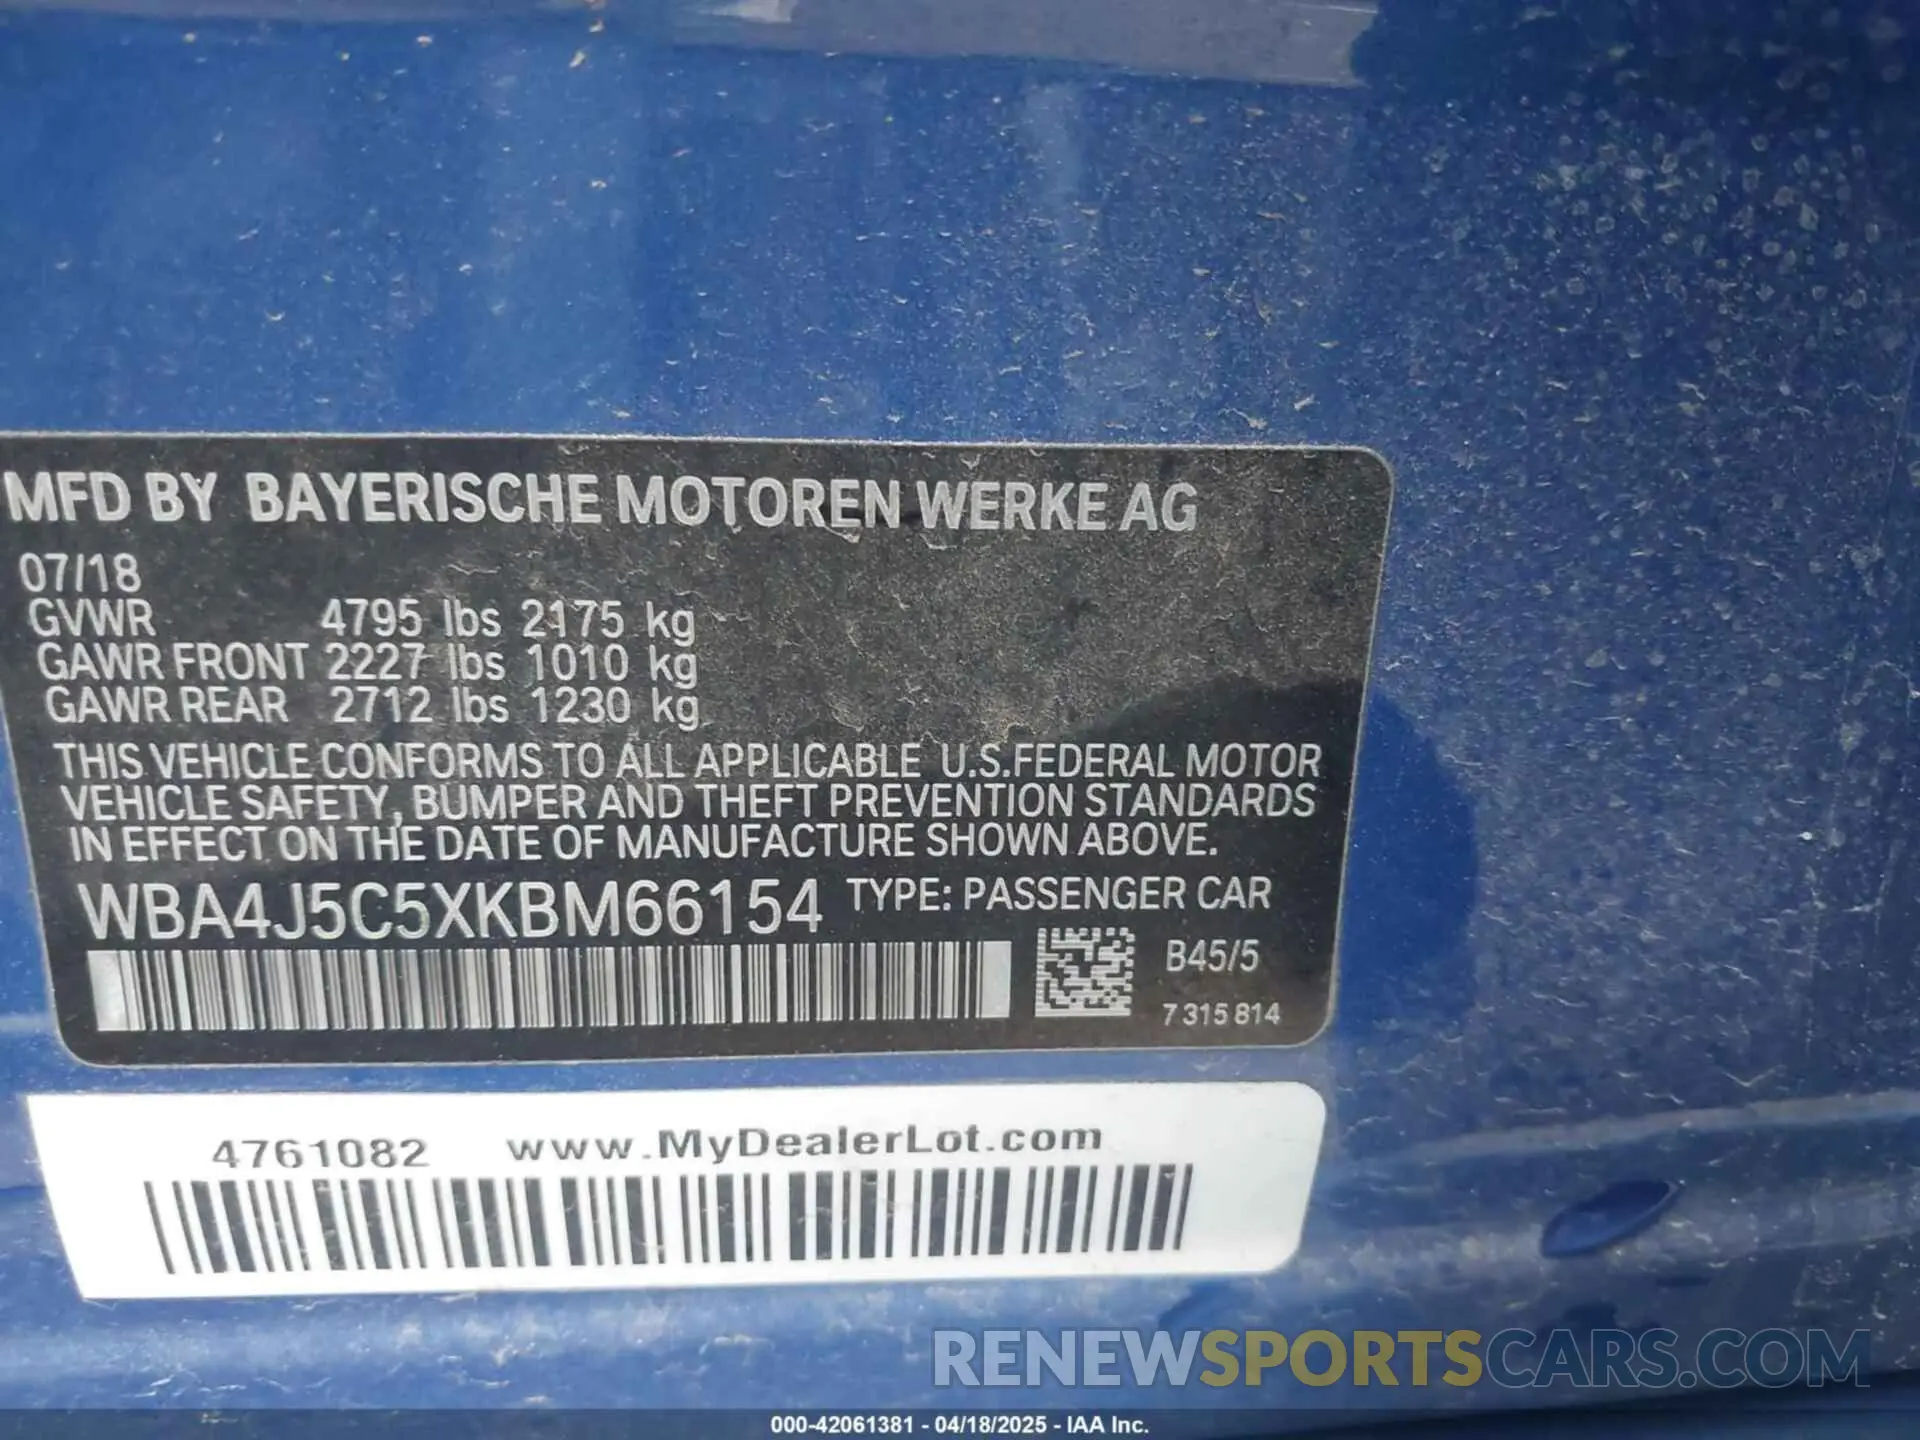 MFD BY BAYERISCHE MOTOREN WERKE AG
07/18
GVWR 4795 lbs 2175 kg
GAWR FRONT 2227 lbs 1010 kg
GAWR REAR 2712 lbs 1230 kg
THIS VEHICLE CONFORMS TO ALL APPLICABLE U.S.FEDERAL MOTOR
VEHICLE SAFETY, BUMPER AND THEFT PREVENTION STANDARDS
IN EFFECT ON THE DATE OF MANUFACTURE SHOWN ABOVE.
WBA4J5C5XKBM66154 TYPE: PASSENGER CAR
B45/5
7 315 814
4761082 www.MyDealerLot.com
RENEWSPORTSCARS.COM
000-42061381 - 04/18/2025 - IAA Inc.